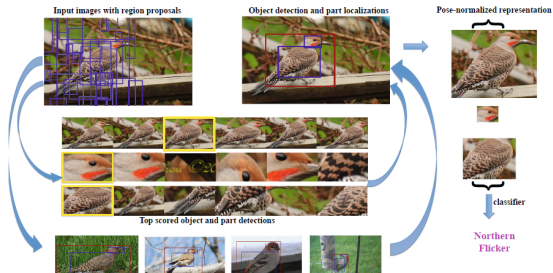 Input images with region proposals
Object detection and part localizations
Pose-normalized representation
Top scored object and part detections
classifier
Northern
Flicker